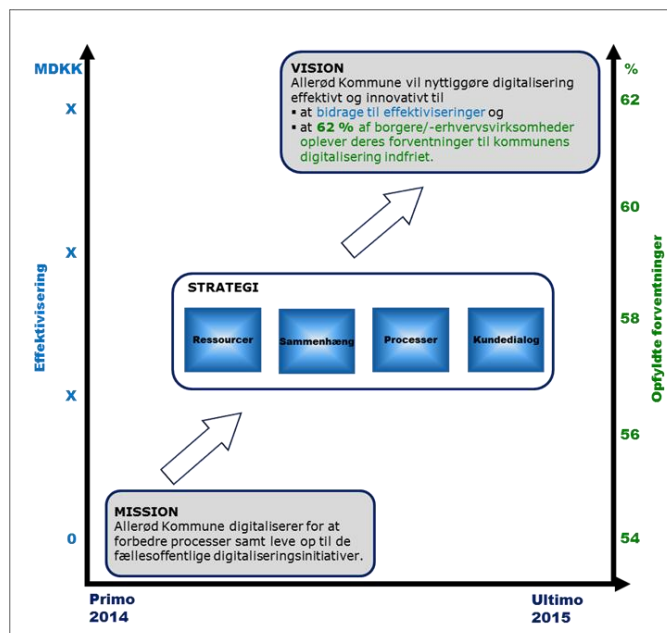 MDKK
%
VISION
Allerød Kommune vil nyttiggøre digitalisering
effektivt og innovativt til
▪ at bidrage til effektiviseringer og
▪ at 62 % af borgere/-erhvervsvirksomheder
oplever deres forventninger til kommunens
digitalisering indfriet.
X
62
60
X
58
X
56
0
54
Effektivisering
Opfyldte forventninger
STRATEGI
Ressourcer
Sammenhæng
Processer
Kundedialog
MISSION
Allerød Kommune digitaliserer for at
forbedre processer samt leve op til de
fællesoffentlige digitaliseringsinitiativer.
Primo
2014
Ultimo
2015